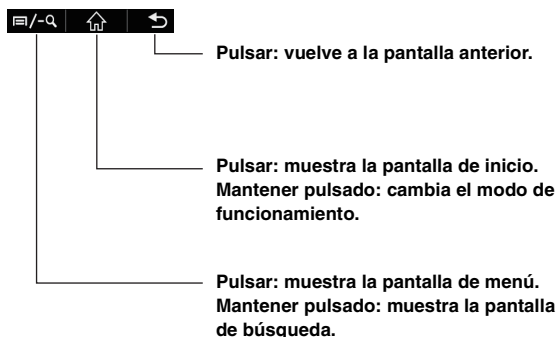 Pulsar: vuelve a la pantalla anterior.
Pulsar: muestra la pantalla de inicio.
Mantener pulsado: cambia el modo de
funcionamiento.
Pulsar: muestra la pantalla de menú.
Mantener pulsado: muestra la pantalla
de búsqueda.